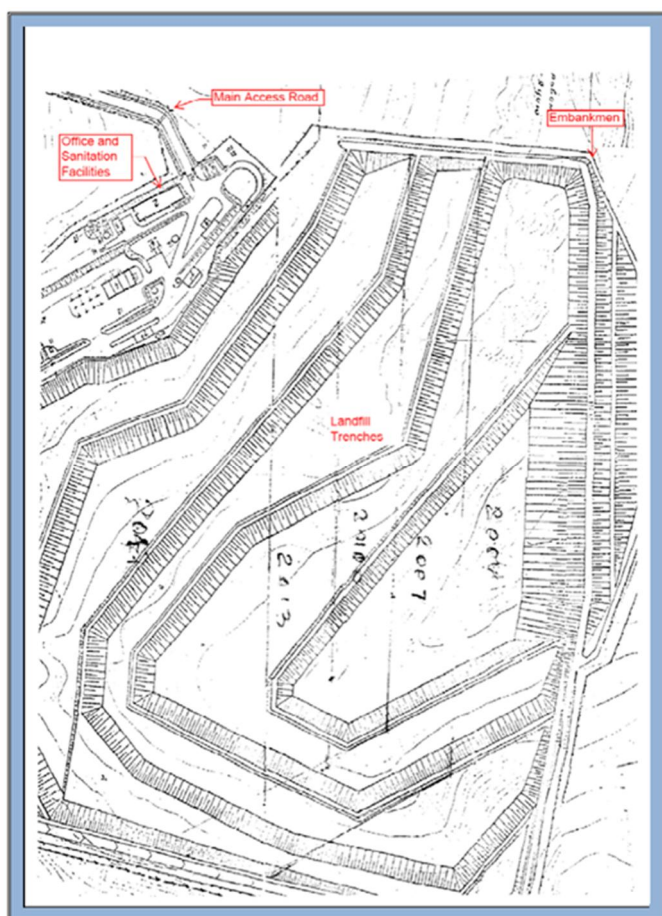 Main Access Road
Embankmen
Office and
Sanitation
Facilities
Landfill
Trenches
2013
2007